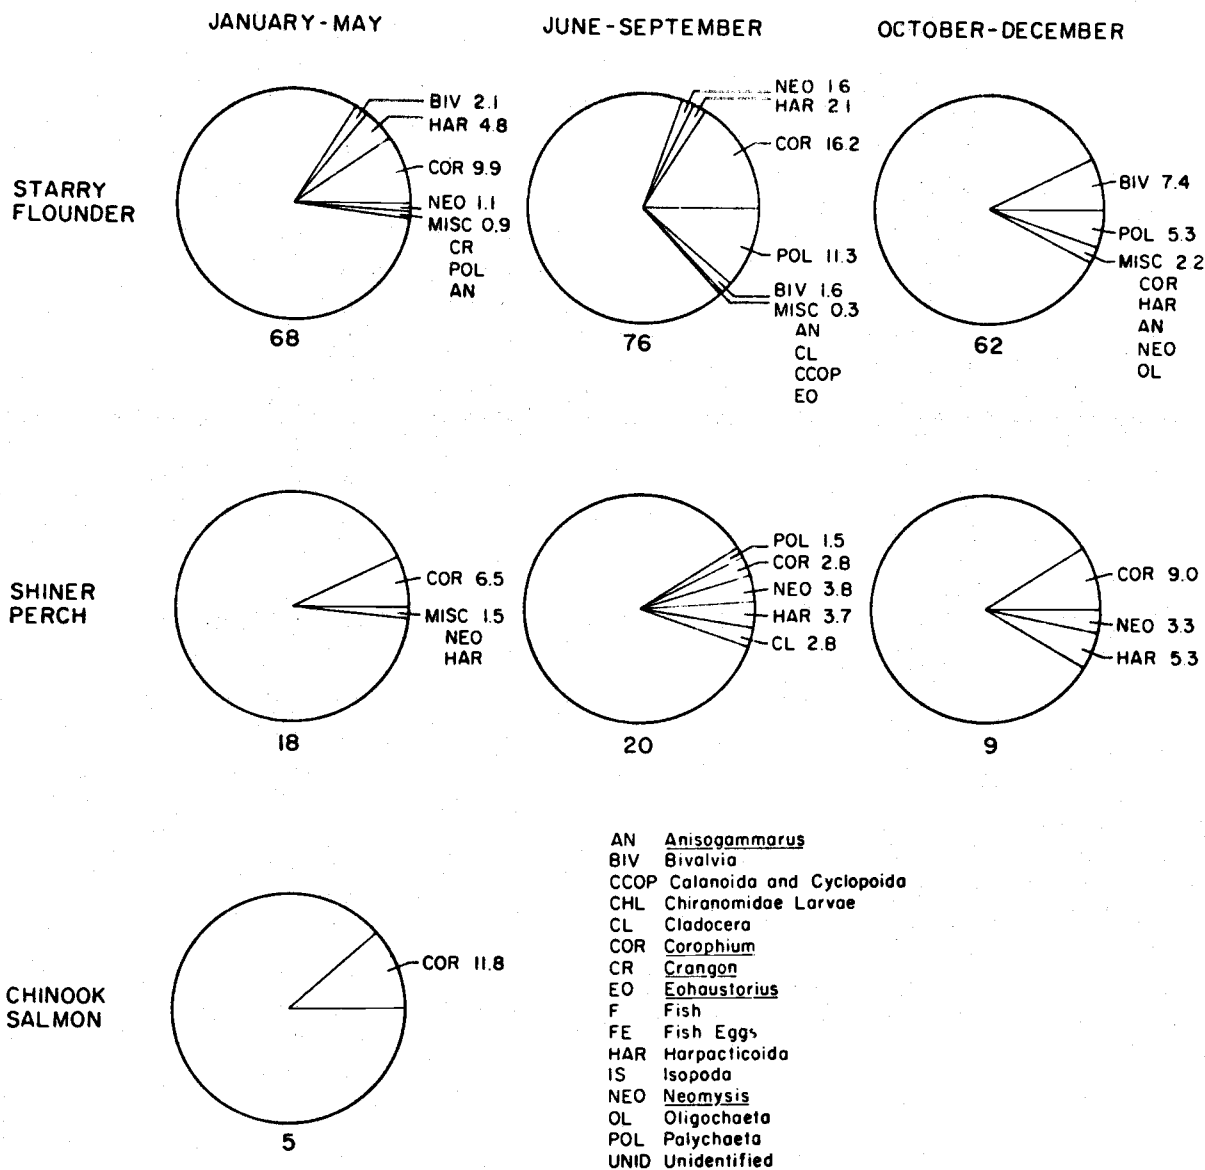 JANUARY-MAY
JUNE-SEPTEMBER
OCTOBER-DECEMBER
STARRY
FLOUNDER
BIV 2.1
HAR 4.8
COR 9.9
NEO 1.1
MISC 0.9
CR
POL
AN
68
NEO 1.6
HAR 2.1
COR 16.2
POL 11.3
BIV 1.6
MISC 0.3
AN
CL
CCOP
EO
76
BIV 7.4
POL 5.3
MISC 2.2
COR
HAR
AN
NEO
OL
62
SHINER
PERCH
COR 6.5
MISC 1.5
NEO
HAR
18
POL 1.5
COR 2.8
NEO 3.8
HAR 3.7
CL 2.8
20
COR 9.0
NEO 3.3
HAR 5.3
9
CHINOOK
SALMON
COR 11.8
5
AN Anisogammarus
BIV Bivalvia
CCOP Calanoida and Cyclopoida
CHL Chiranomidae Larvae
CL Cladocera
COR Corophium
CR Crangon
EO Eohaustorius
F Fish
FE Fish Eggs
HAR Harpacticoida
IS Isopoda
NEO Neomysis
OL Oligochaeta
POL Polychaeta
UNID Unidentified